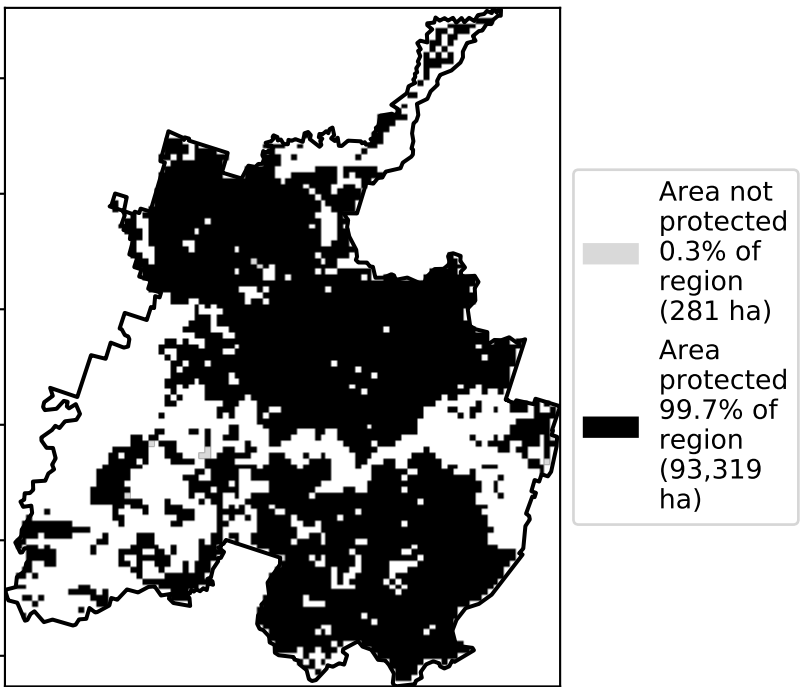 Area not
protected
0.3% of
region
(281 ha)
Area
protected
99.7% of
region
(93,319
ha)